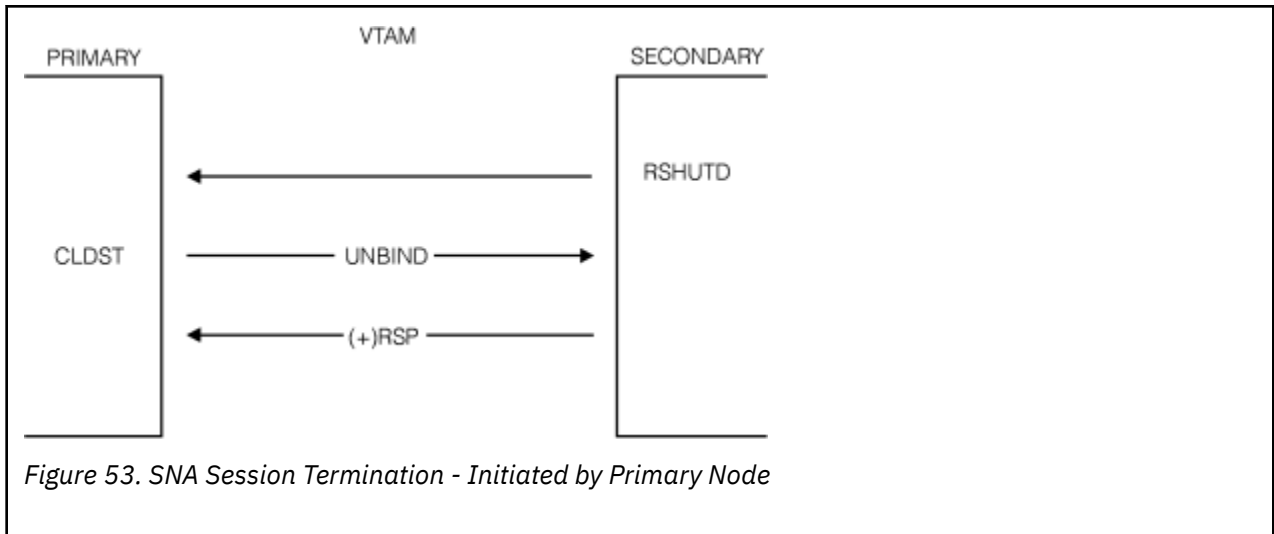 VTAM
PRIMARY
SECONDARY
RSHUTD
CLDST
UNBIND
(+)RSP
Figure 53. SNA Session Termination - Initiated by Primary Node